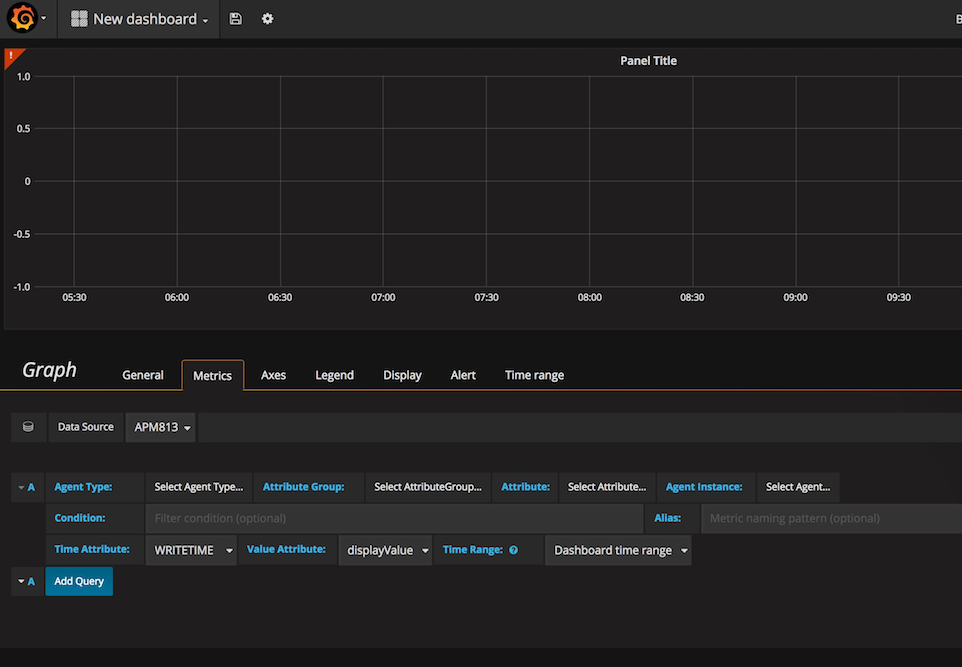 New dashboard
B
!
Panel Title
1.0
0.5
0
-0.5
-1.0
05:30 06:00 06:30 07:00 07:30 08:00 08:30 09:00 09:30
Graph General Metrics Axes Legend Display Alert Time range
Data Source APM813
A Agent Type: Select Agent Type... Attribute Group: Select AttributeGroup... Attribute: Select Attribute... Agent Instance: Select Agent...
Condition: Filter condition (optional) Alias: Metric naming pattern (optional)
Time Attribute: WRITETIME Value Attribute: displayValue Time Range: ? Dashboard time range
A Add Query